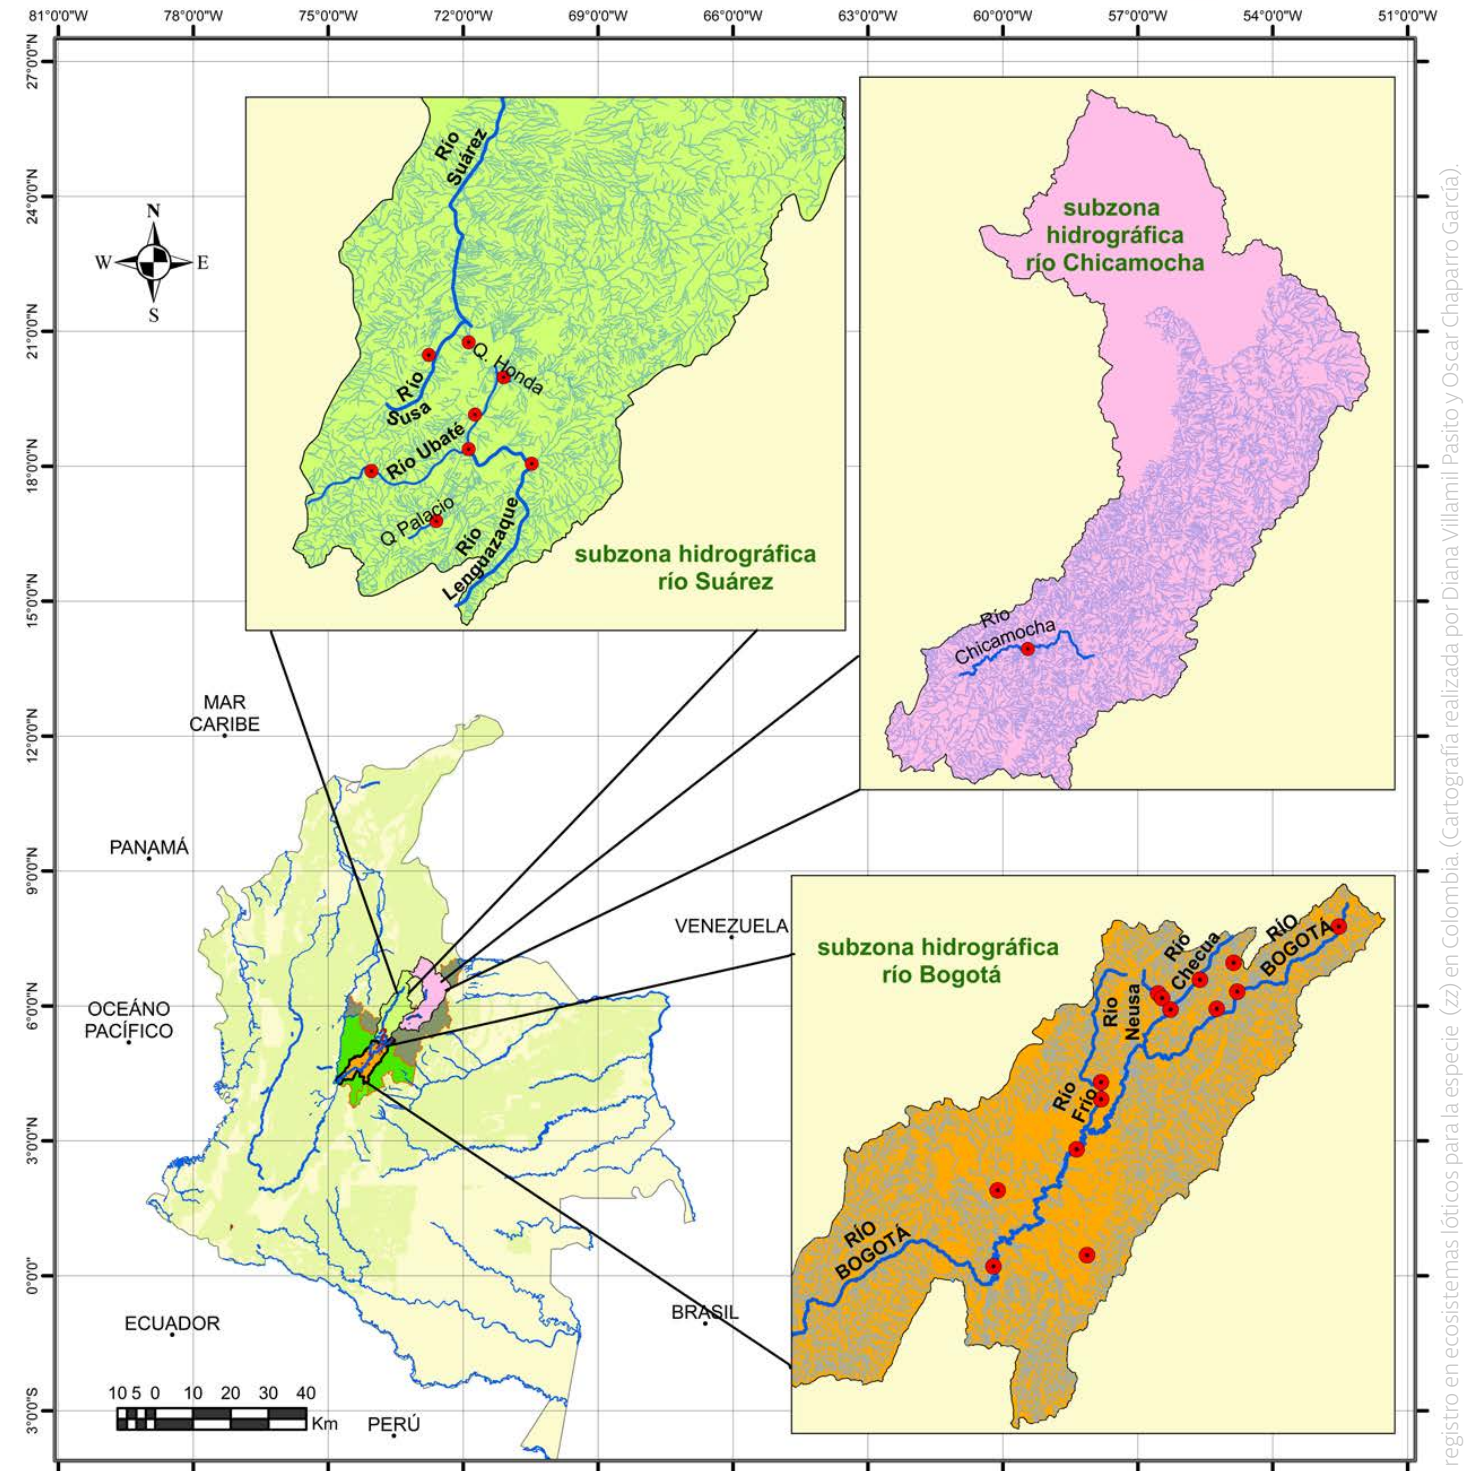 81°0'0"W 78°0'0"W 75°0'0"W 72°0'0"W 69°0'0"W 66°0'0"W 63°0'0"W 60°0'0"W 57°0'0"W 54°0'0"W 51°0'0"W
27°0'0"N
24°0'0"N
21°0'0"N
18°0'0"N
15°0'0"N
12°0'0"N
9°0'0"N
6°0'0"N
3°0'0"N
0°0'0"
3°0'0"S
N
W E
S
Río
Suárez
Q. Honda
Río
Susa
Río Ubaté
Q Palacio
Río
Lenguazaque
subzona hidrográfica
río Suárez
subzona
hidrográfica
río Chicamocha
Río
Chicamocha
MAR
CARIBE
PANAMÁ
VENEZUELA
OCEÁNO
PACÍFICO
ECUADOR
BRASIL
PERÚ
10 5 0 10 20 30 40
Km
subzona hidrográfica
río Bogotá
Río
Checua
RÍO
BOGOTÁ
Río
Neusa
Río
Frío
RÍO
BOGOTÁ
registro en ecosistemas lóticos para la especie (zz) en Colombia. (Cartografía realizada por Diana Villamil Pasito y Oscar Chaparro García).